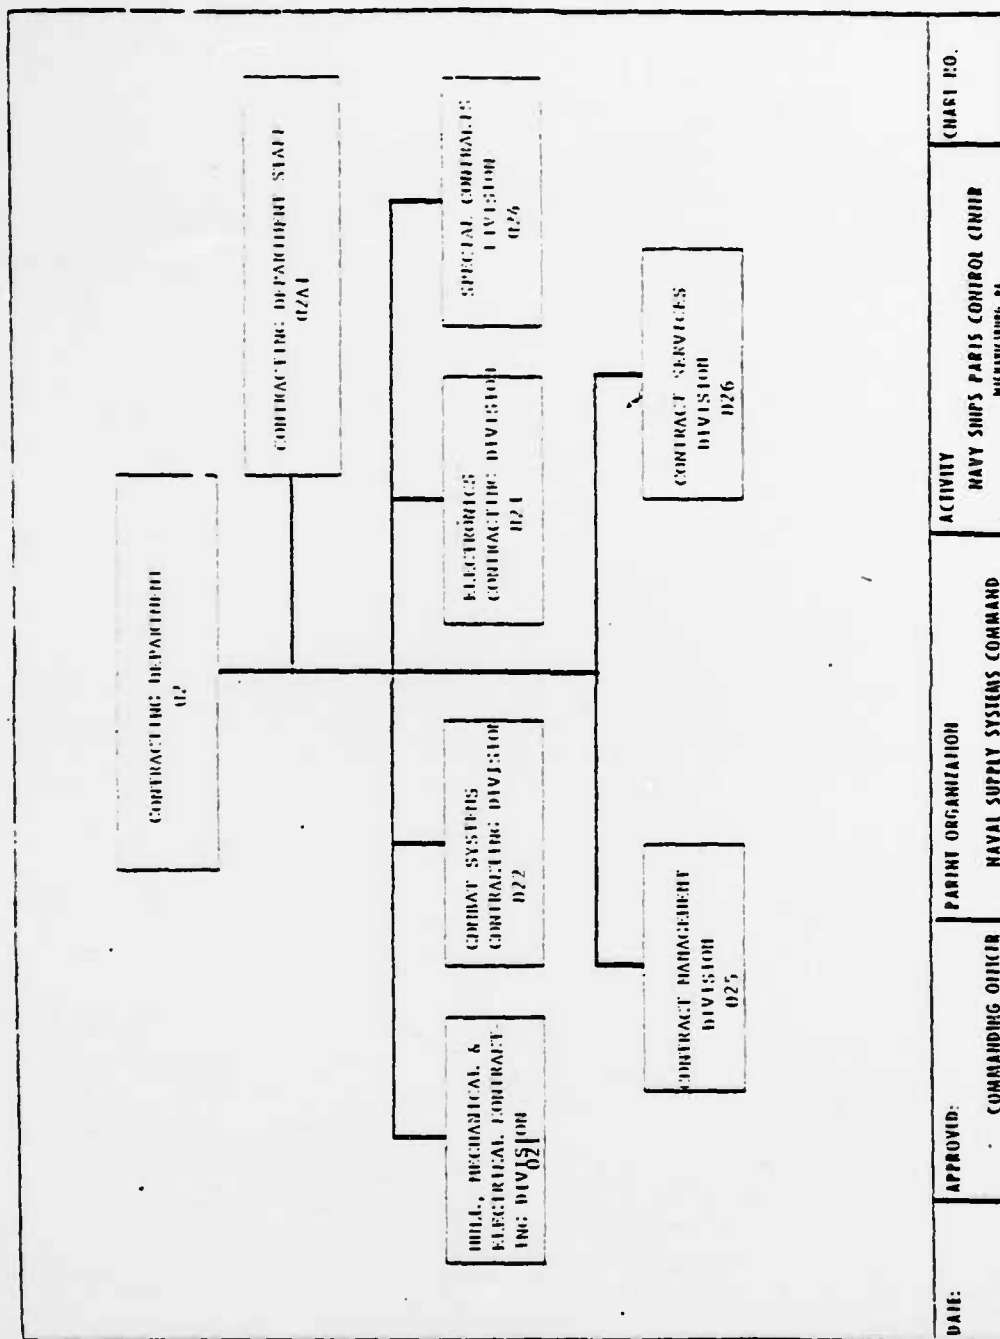 CONTRACTING DEPARTMENT
02
CONTRACTING DEPARTMENT STAFF
02A1
HULL, MECHANICAL &
ELECTRICAL CONTRACT-
ING DIVISION
021
COMBAT SYSTEMS
CONTRACTING DIVISION
022
ELECTRONICS
CONTRACTING DIVISION
SPECIAL CONTRACTS
DIVISION
024
CONTRACT MANAGEMENT
DIVISION
025
CONTRACT SERVICES
DIVISION
026
DATE:
APPROVED:
COMMANDING OFFICER
PARENT ORGANIZATION
NAVAL SUPPLY SYSTEMS COMMAND
ACTIVITY
NAVY SHIPS PARTS CONTROL CENTER
CHART NO.